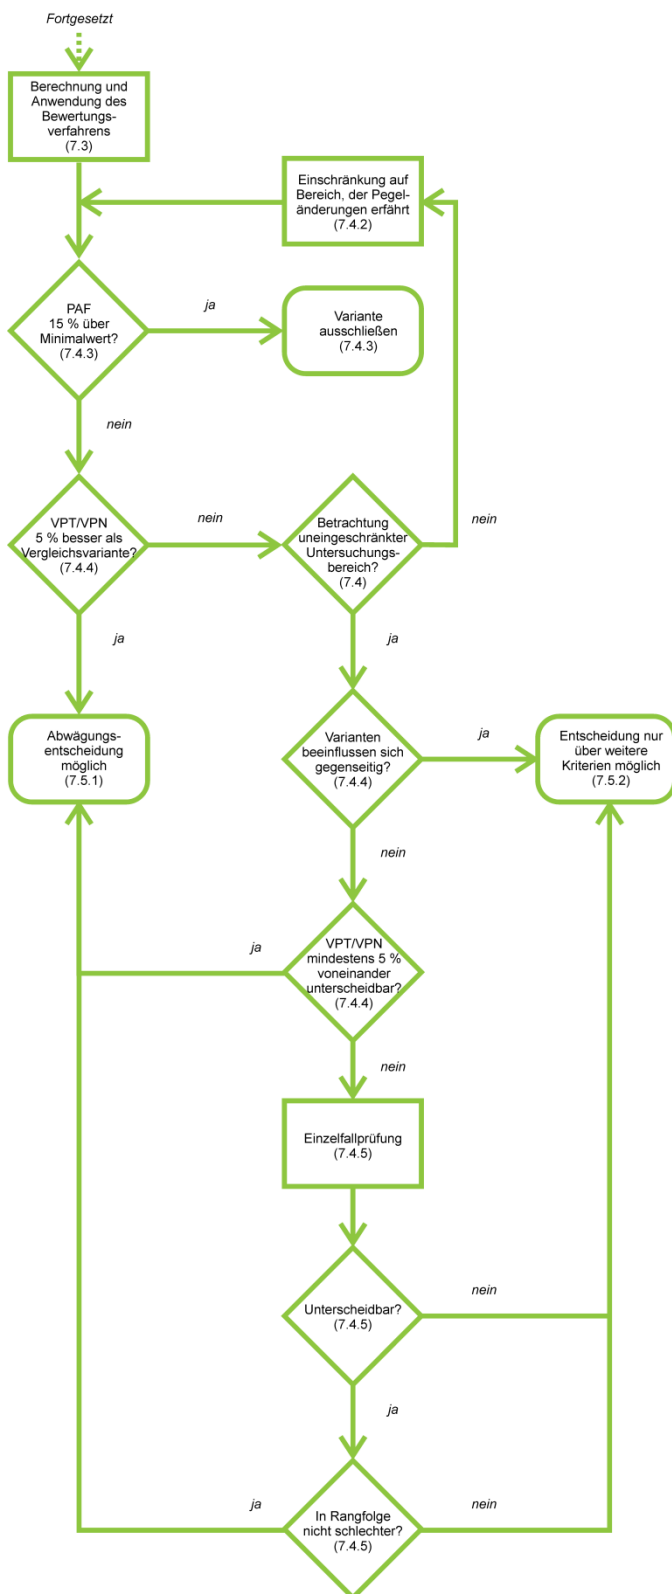 Fortgesetzt
Berechnung und
Anwendung des
Bewertungs-
verfahrens
(7.3)
Einschränkung auf
Bereich, der Pegel-
änderungen erfährt
(7.4.2)
PAF
15 % über
Minimalwert?
(7.4.3)
ja
Variante
ausschließen
(7.4.3)
nein
VPT/VPN
5 % besser als
Vergleichsvariante?
(7.4.4)
nein
Betrachtung
uneingeschränkter
Untersuchungs-
bereich?
(7.4)
nein
ja
ja
Abwägungs-
entscheidung
möglich
(7.5.1)
Varianten
beeinflussen sich
gegenseitig?
(7.4.4)
ja
Entscheidung nur
über weitere
Kriterien möglich
(7.5.2)
nein
ja
VPT/VPN
mindestens 5 %
voneinander
unterscheidbar?
(7.4.4)
nein
Einzelfallprüfung
(7.4.5)
Unterscheidbar?
(7.4.5)
nein
ja
ja
In Rangfolge
nicht schlechter?
(7.4.5)
nein